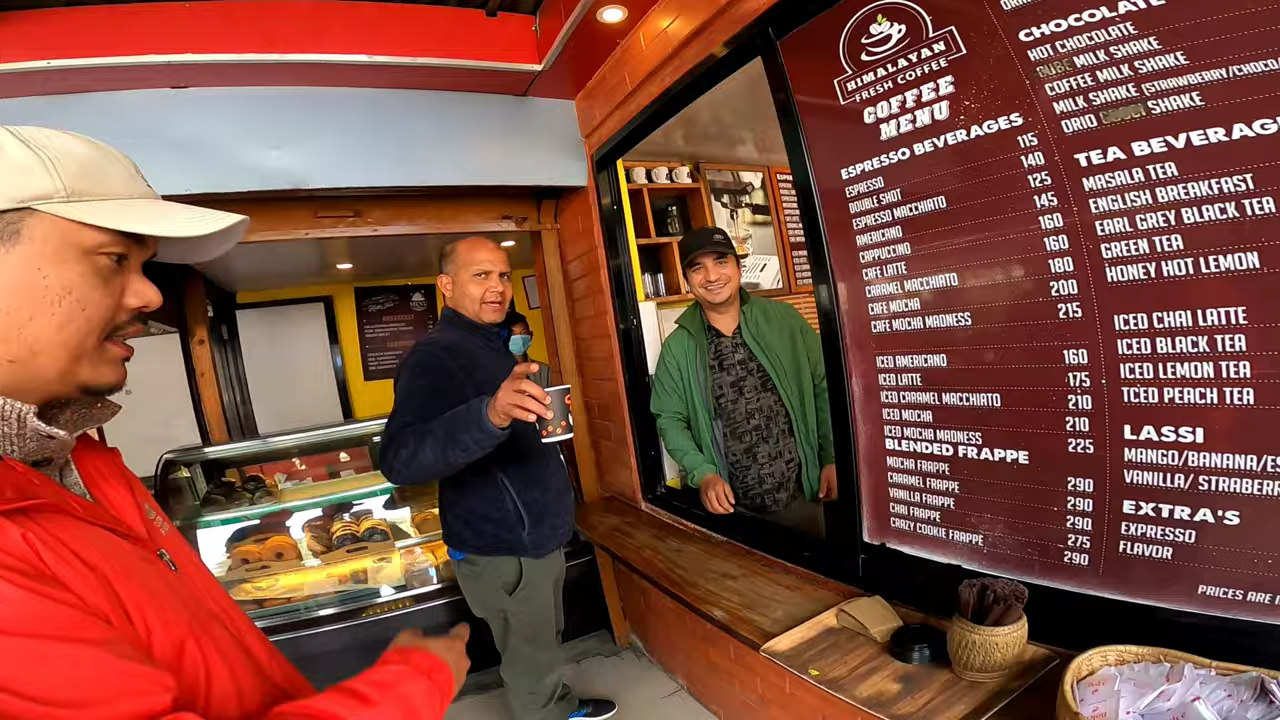 HIMALAYAN
FRESH COFFEE
COFFEE
MENU
ESPRESSO BEVERAGES
ESPRESSO 115
DOUBLE SHOT 140
ESPRESSO MACCHIATO 125
AMERICANO 145
CAPPUCCINO 160
CAFE LATTE 160
CARAMEL MACCHIATO 180
CAFE MOCHA 200
CAFE MOCHA MADNESS 215
ICED AMERICANO 160
ICED LATTE 175
ICED CARAMEL MACCHIATO 210
ICED MOCHA 210
ICED MOCHA MADNESS 225
BLENDED FRAPPE
MOCHA FRAPPE 290
CARAMEL FRAPPE 290
VANILLA FRAPPE 290
CHAI FRAPPE 275
CRAZY COOKIE FRAPPE 290
CHOCOLATE
HOT CHOCOLATE
MILK SHAKE
COFFEE MILK SHAKE
MILK SHAKE (STRAWBERRY/CHOCO
ORIO SHAKE
TEA BEVERAG
MASALA TEA
ENGLISH BREAKFAST
EARL GREY BLACK TEA
GREEN TEA
HONEY HOT LEMON
ICED CHAI LATTE
ICED BLACK TEA
ICED LEMON TEA
TCED PEACH TEA
LASSI
MANGO/BANANA/ES
VANILLA/ STRABERR
EXTRA'S
EXPRESSO
FLAVOR
PRICES ARE I
MENU